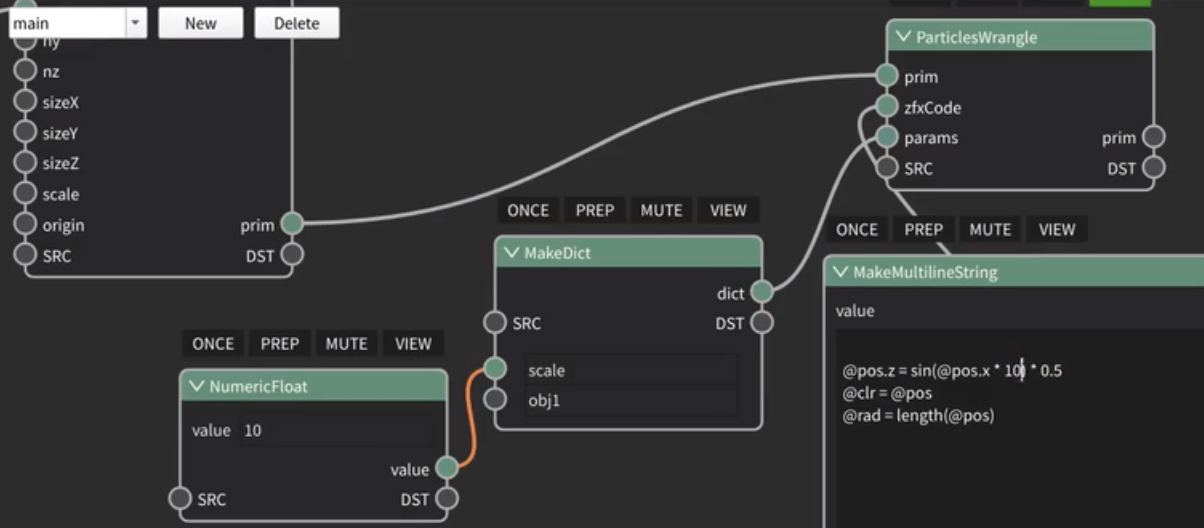 main
New
Delete
ny
nz
sizeX
sizeY
sizeZ
scale
origin
prim
SRC
DST
ParticlesWrangle
prim
zfxCode
params
prim
SRC
DST
ONCE
PREP
MUTE
VIEW
MakeDict
dict
SRC
DST
scale
obj1
ONCE
PREP
MUTE
VIEW
NumericFloat
value 10
value
SRC
DST
ONCE
PREP
MUTE
VIEW
MakeMultilineString
value
@pos.z = sin(@pos.x * 10) * 0.5
@clr = @pos
@rad = length(@pos)